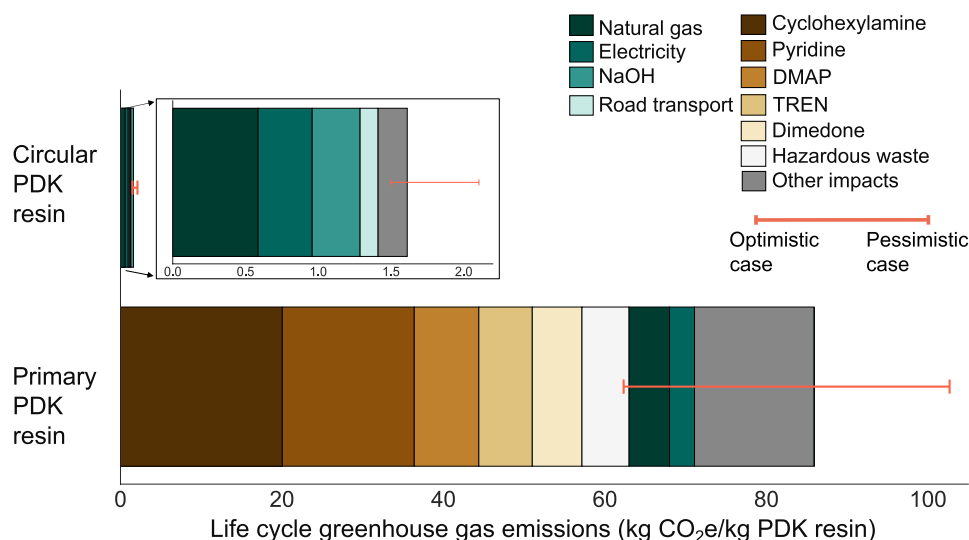 Natural gas
Electricity
NaOH
Road transport
Cyclohexylamine
Pyridine
DMAP
TREN
Dimedone
Hazardous waste
Other impacts
Optimistic
case
Pessimistic
case
Circular
PDK
resin
0.0 0.5 1.0 1.5 2.0
Primary
PDK
resin
0 20 40 60 80 100
Life cycle greenhouse gas emissions (kg CO₂e/kg PDK resin)